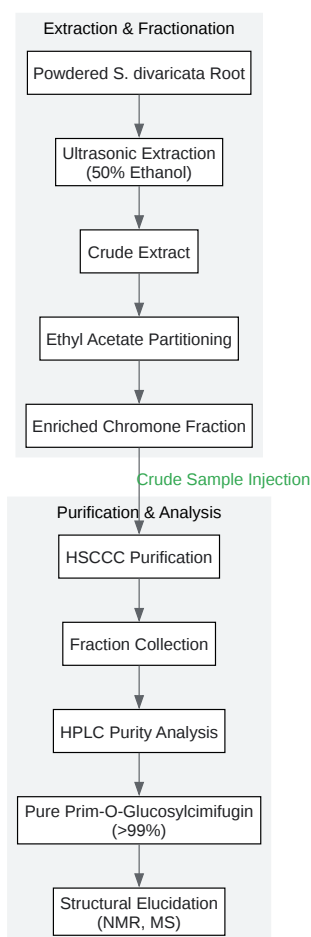 Extraction & Fractionation
Powdered S. divaricata Root
Ultrasonic Extraction
(50% Ethanol)
Crude Extract
Ethyl Acetate Partitioning
Enriched Chromone Fraction
Crude Sample Injection
Purification & Analysis
HSCCC Purification
Fraction Collection
HPLC Purity Analysis
Pure Prim-O-Glucosylcimifugin
(>99%)
Structural Elucidation
(NMR, MS)